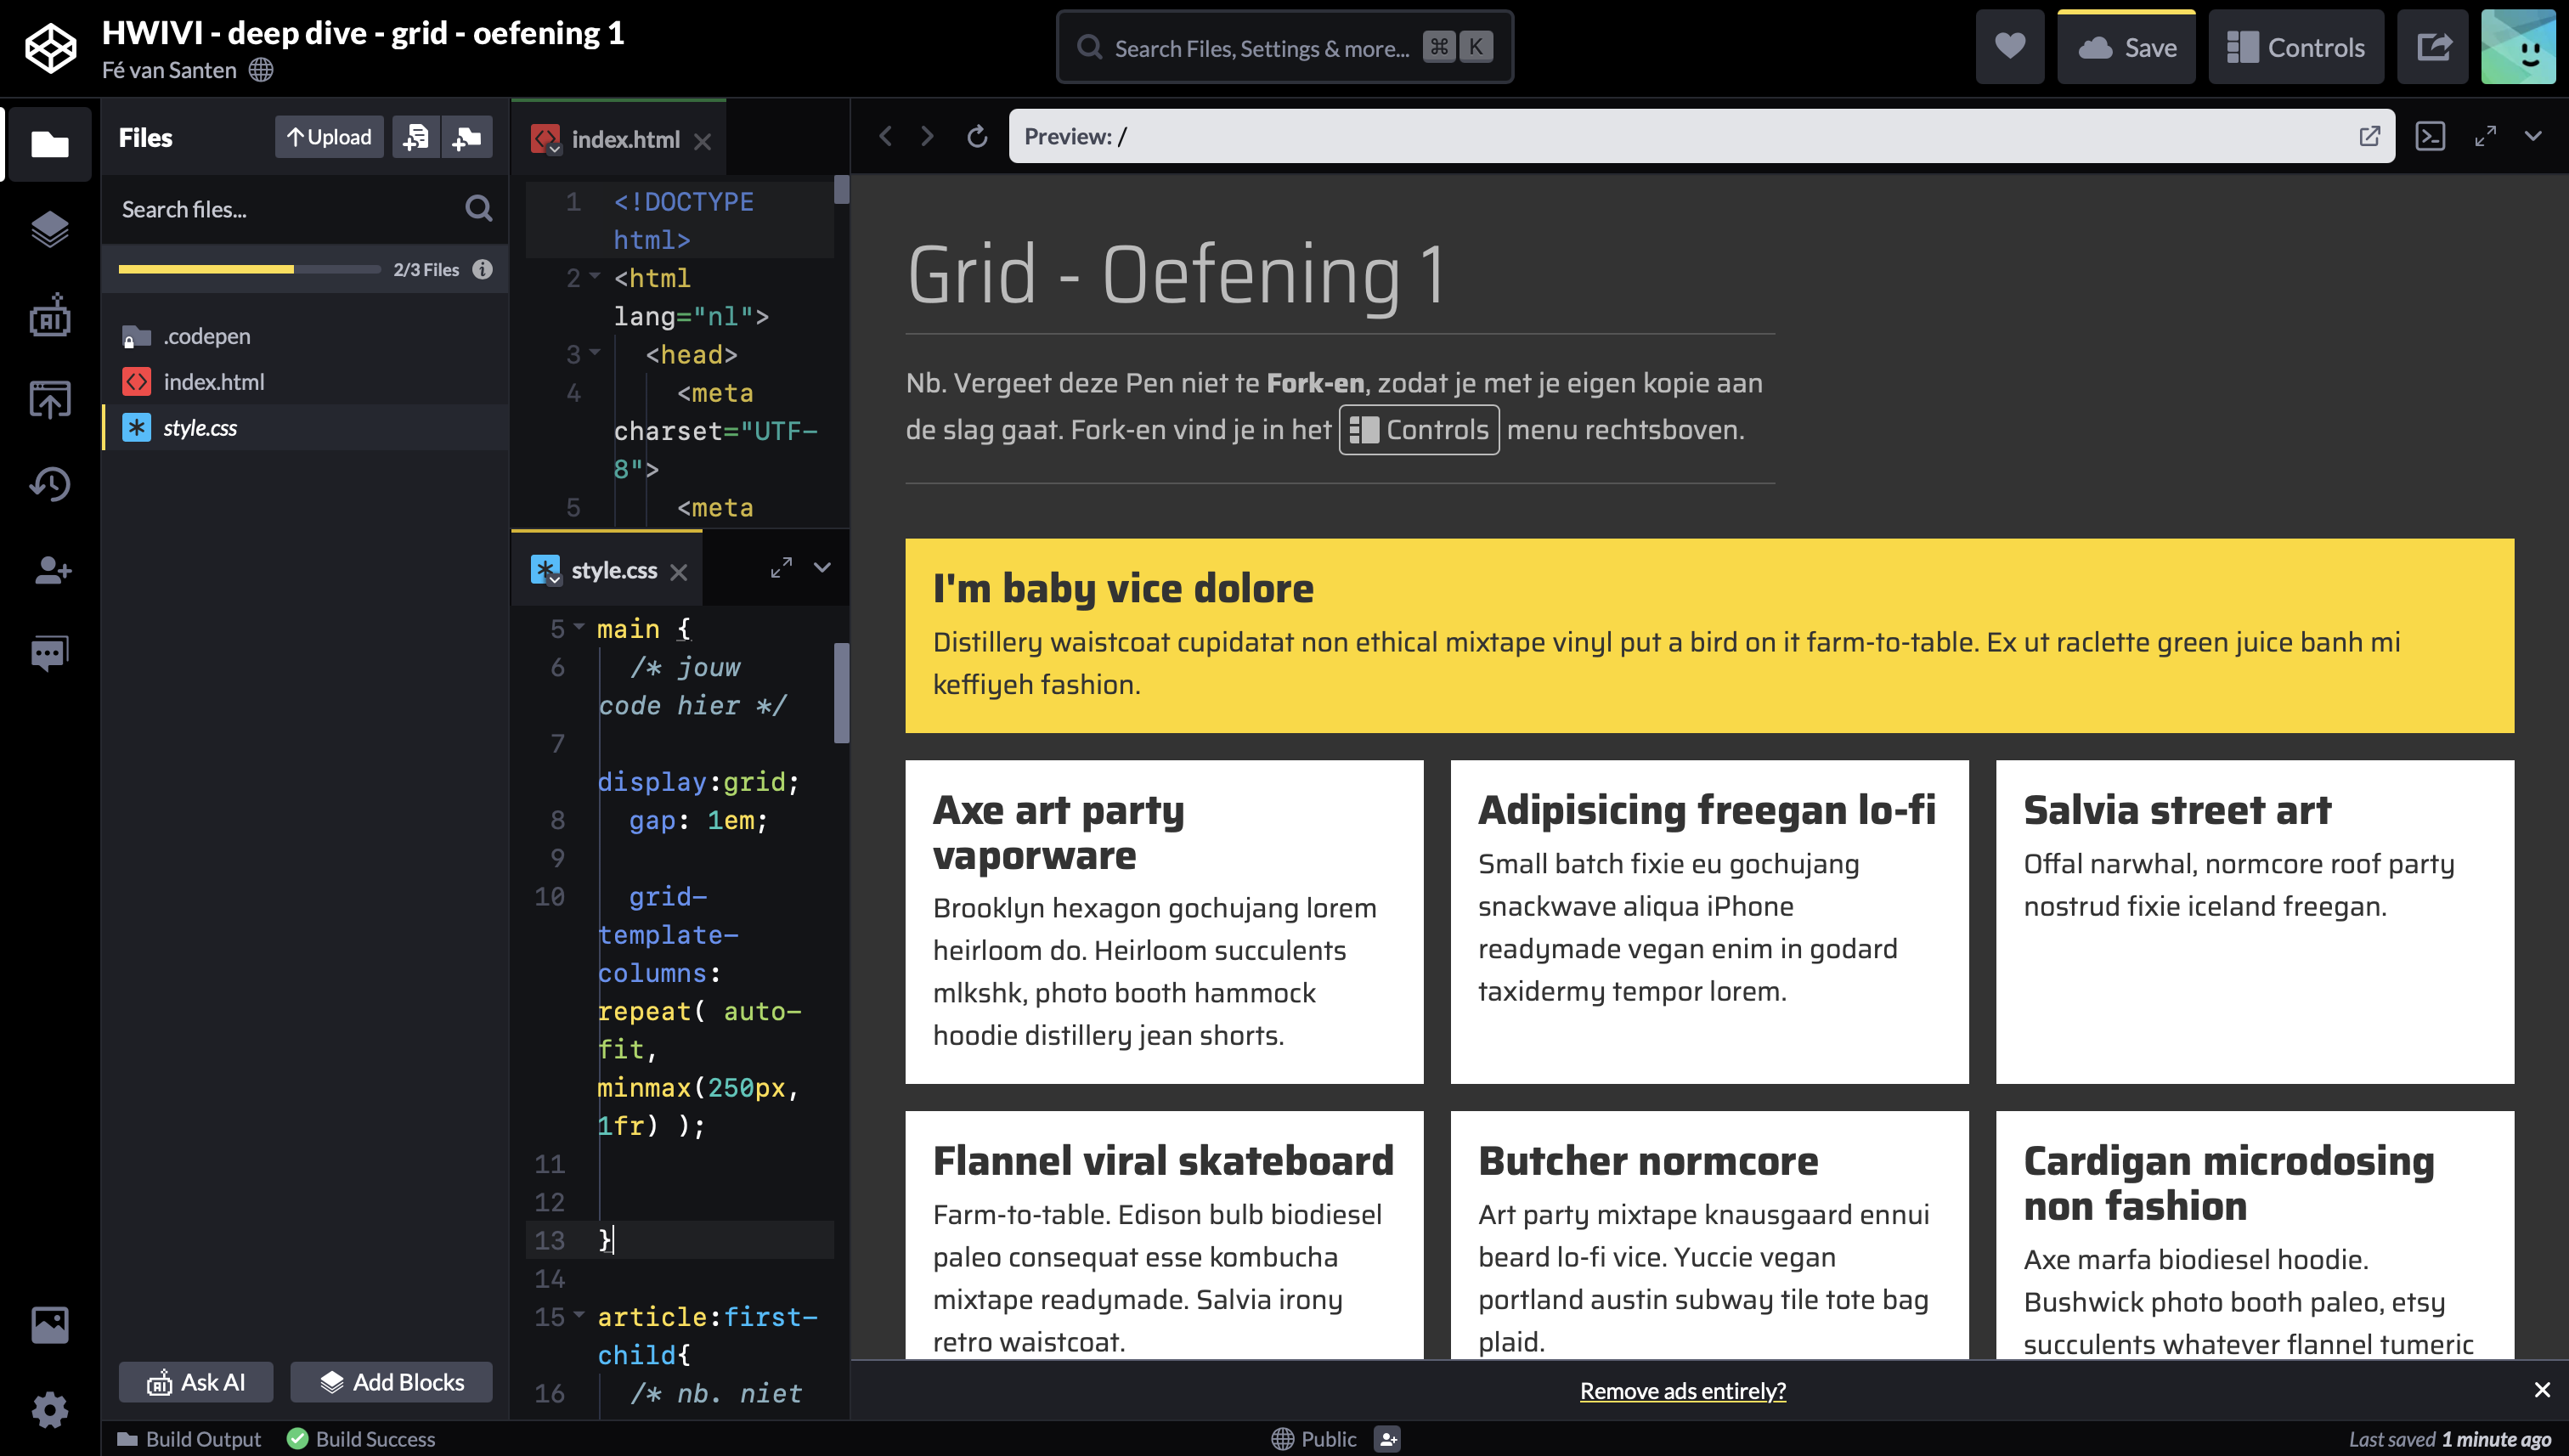 HWIVI - deep dive - grid - oefening 1
Fé van Santen
Search Files, Settings & more... ⌘ K
Save
Controls
Files
Upload
Search files...
2/3 Files
.codepen
index.html
style.css
Ask AI
Add Blocks
index.html
1 <!DOCTYPE
html>
2 <html
lang="nl">
3 <head>
4 <meta
charset="UTF-
8">
5 <meta
style.css
5 main {
6 /* jouw
code hier */
7
display:grid;
8 gap: 1em;
9
10 grid-
template-
columns:
repeat( auto-
fit,
minmax(250px,
1fr) );
11
12
13 }
14
15 article:first-
child{
16 /* nb. niet
Preview: /
Grid - Oefening 1
Nb. Vergeet deze Pen niet te Fork-en, zodat je met je eigen kopie aan
de slag gaat. Fork-en vind je in het Controls menu rechtsboven.
I'm baby vice dolore
Distillery waistcoat cupidatat non ethical mixtape vinyl put a bird on it farm-to-table. Ex ut raclette green juice banh mi
keffiyeh fashion.
Axe art party
vaporware
Brooklyn hexagon gochujang lorem
heirloom do. Heirloom succulents
mlkshk, photo booth hammock
hoodie distillery jean shorts.
Adipisicing freegan lo-fi
Small batch fixie eu gochujang
snackwave aliqua iPhone
readymade vegan enim in godard
taxidermy tempor lorem.
Salvia street art
Offal narwhal, normcore roof party
nostrud fixie iceland freegan.
Flannel viral skateboard
Farm-to-table. Edison bulb biodiesel
paleo consequat esse kombucha
mixtape readymade. Salvia irony
retro waistcoat.
Butcher normcore
Art party mixtape knausgaard ennui
beard lo-fi vice. Yuccie vegan
portland austin subway tile tote bag
plaid.
Cardigan microdosing
non fashion
Axe marfa biodiesel hoodie.
Bushwick photo booth paleo, etsy
succulents whatever flannel tumeric
Remove ads entirely?
Build Output
Build Success
Public
Last saved 1 minute ago